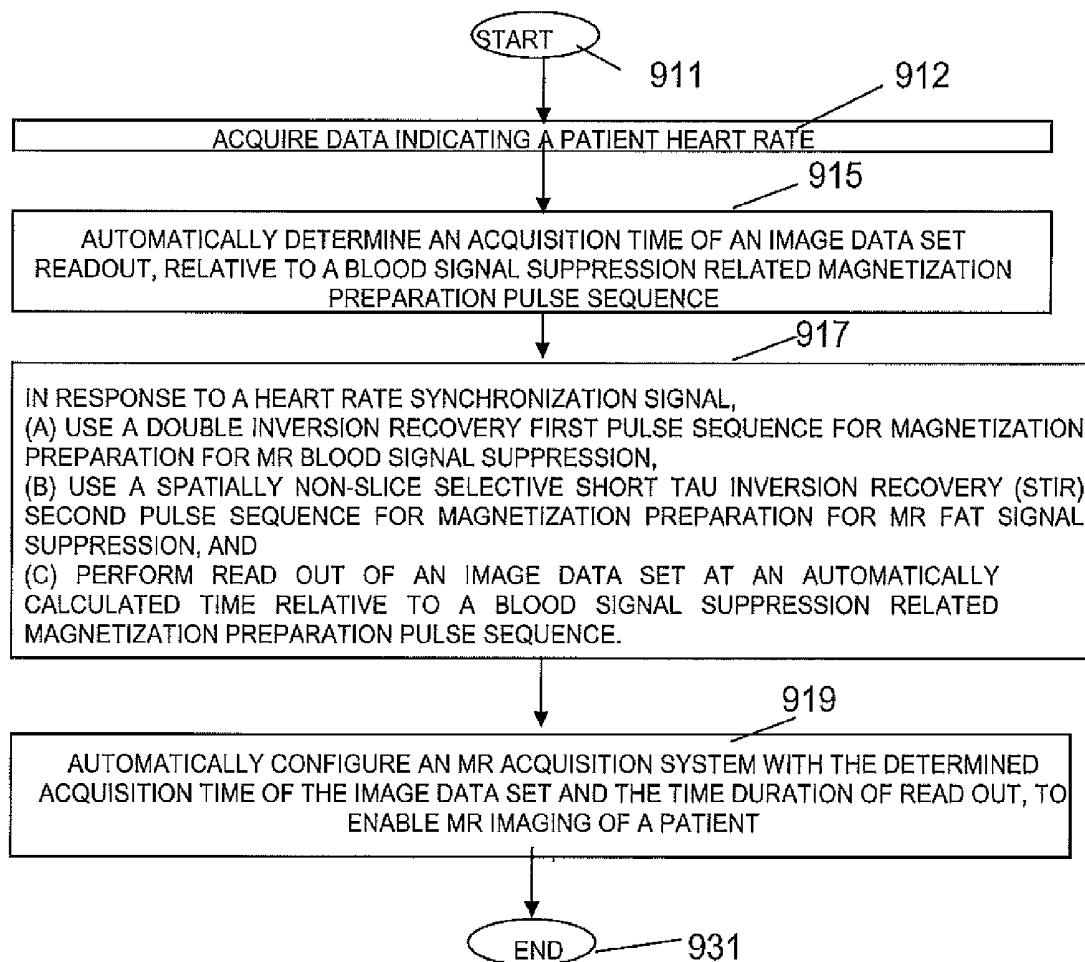 START
911
912
ACQUIRE DATA INDICATING A PATIENT HEART RATE
915
AUTOMATICALLY DETERMINE AN ACQUISITION TIME OF AN IMAGE DATA SET
READOUT, RELATIVE TO A BLOOD SIGNAL SUPPRESSION RELATED MAGNETIZATION
PREPARATION PULSE SEQUENCE
917
IN RESPONSE TO A HEART RATE SYNCHRONIZATION SIGNAL,
(A) USE A DOUBLE INVERSION RECOVERY FIRST PULSE SEQUENCE FOR MAGNETIZATION
PREPARATION FOR MR BLOOD SIGNAL SUPPRESSION,
(B) USE A SPATIALLY NON-SLICE SELECTIVE SHORT TAU INVERSION RECOVERY (STIR)
SECOND PULSE SEQUENCE FOR MAGNETIZATION PREPARATION FOR MR FAT SIGNAL
SUPPRESSION, AND
(C) PERFORM READ OUT OF AN IMAGE DATA SET AT AN AUTOMATICALLY
CALCULATED TIME RELATIVE TO A BLOOD SIGNAL SUPPRESSION RELATED
MAGNETIZATION PREPARATION PULSE SEQUENCE.
919
AUTOMATICALLY CONFIGURE AN MR ACQUISITION SYSTEM WITH THE DETERMINED
ACQUISITION TIME OF THE IMAGE DATA SET AND THE TIME DURATION OF READ OUT, TO
ENABLE MR IMAGING OF A PATIENT
END
931